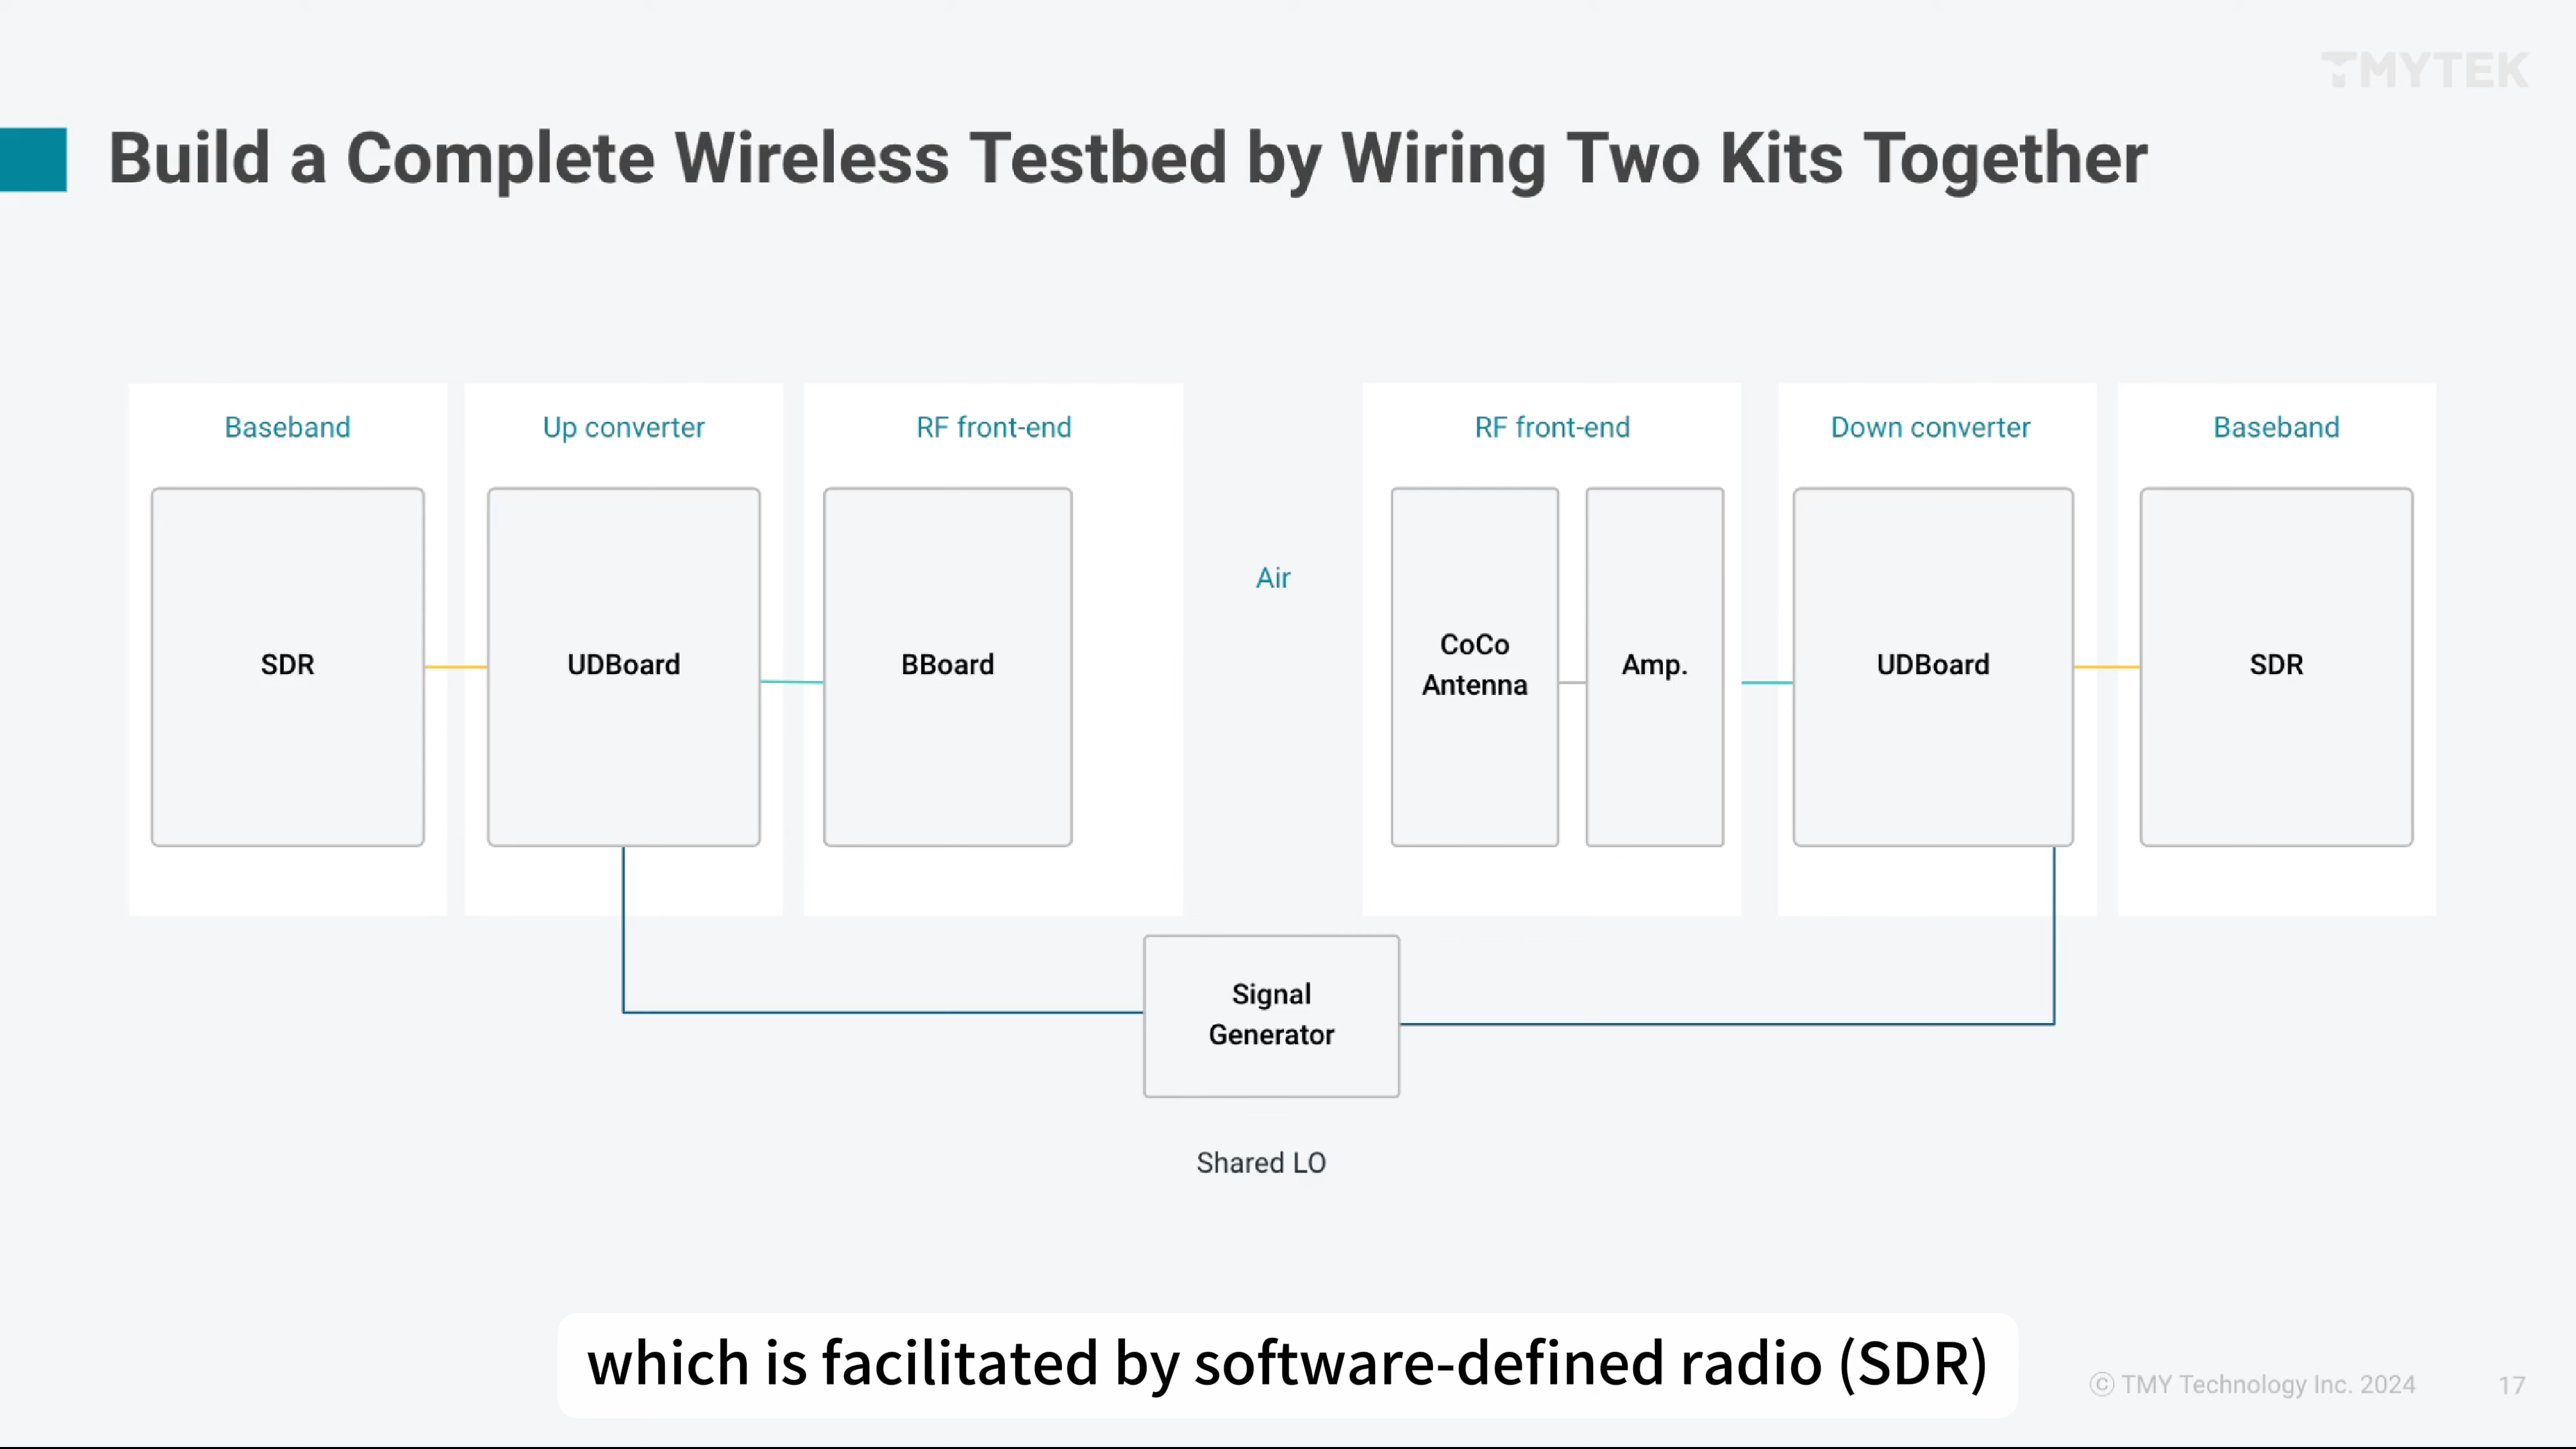 TMYTEK
Build a Complete Wireless Testbed by Wiring Two Kits Together
Baseband
Up converter
RF front-end
RF front-end
Down converter
Baseband
Air
SDR
UDBoard
BBoard
CoCo
Antenna
Amp.
UDBoard
SDR
Signal
Generator
Shared LO
which is facilitated by software-defined radio (SDR)
© TMY Technology Inc. 2024
17